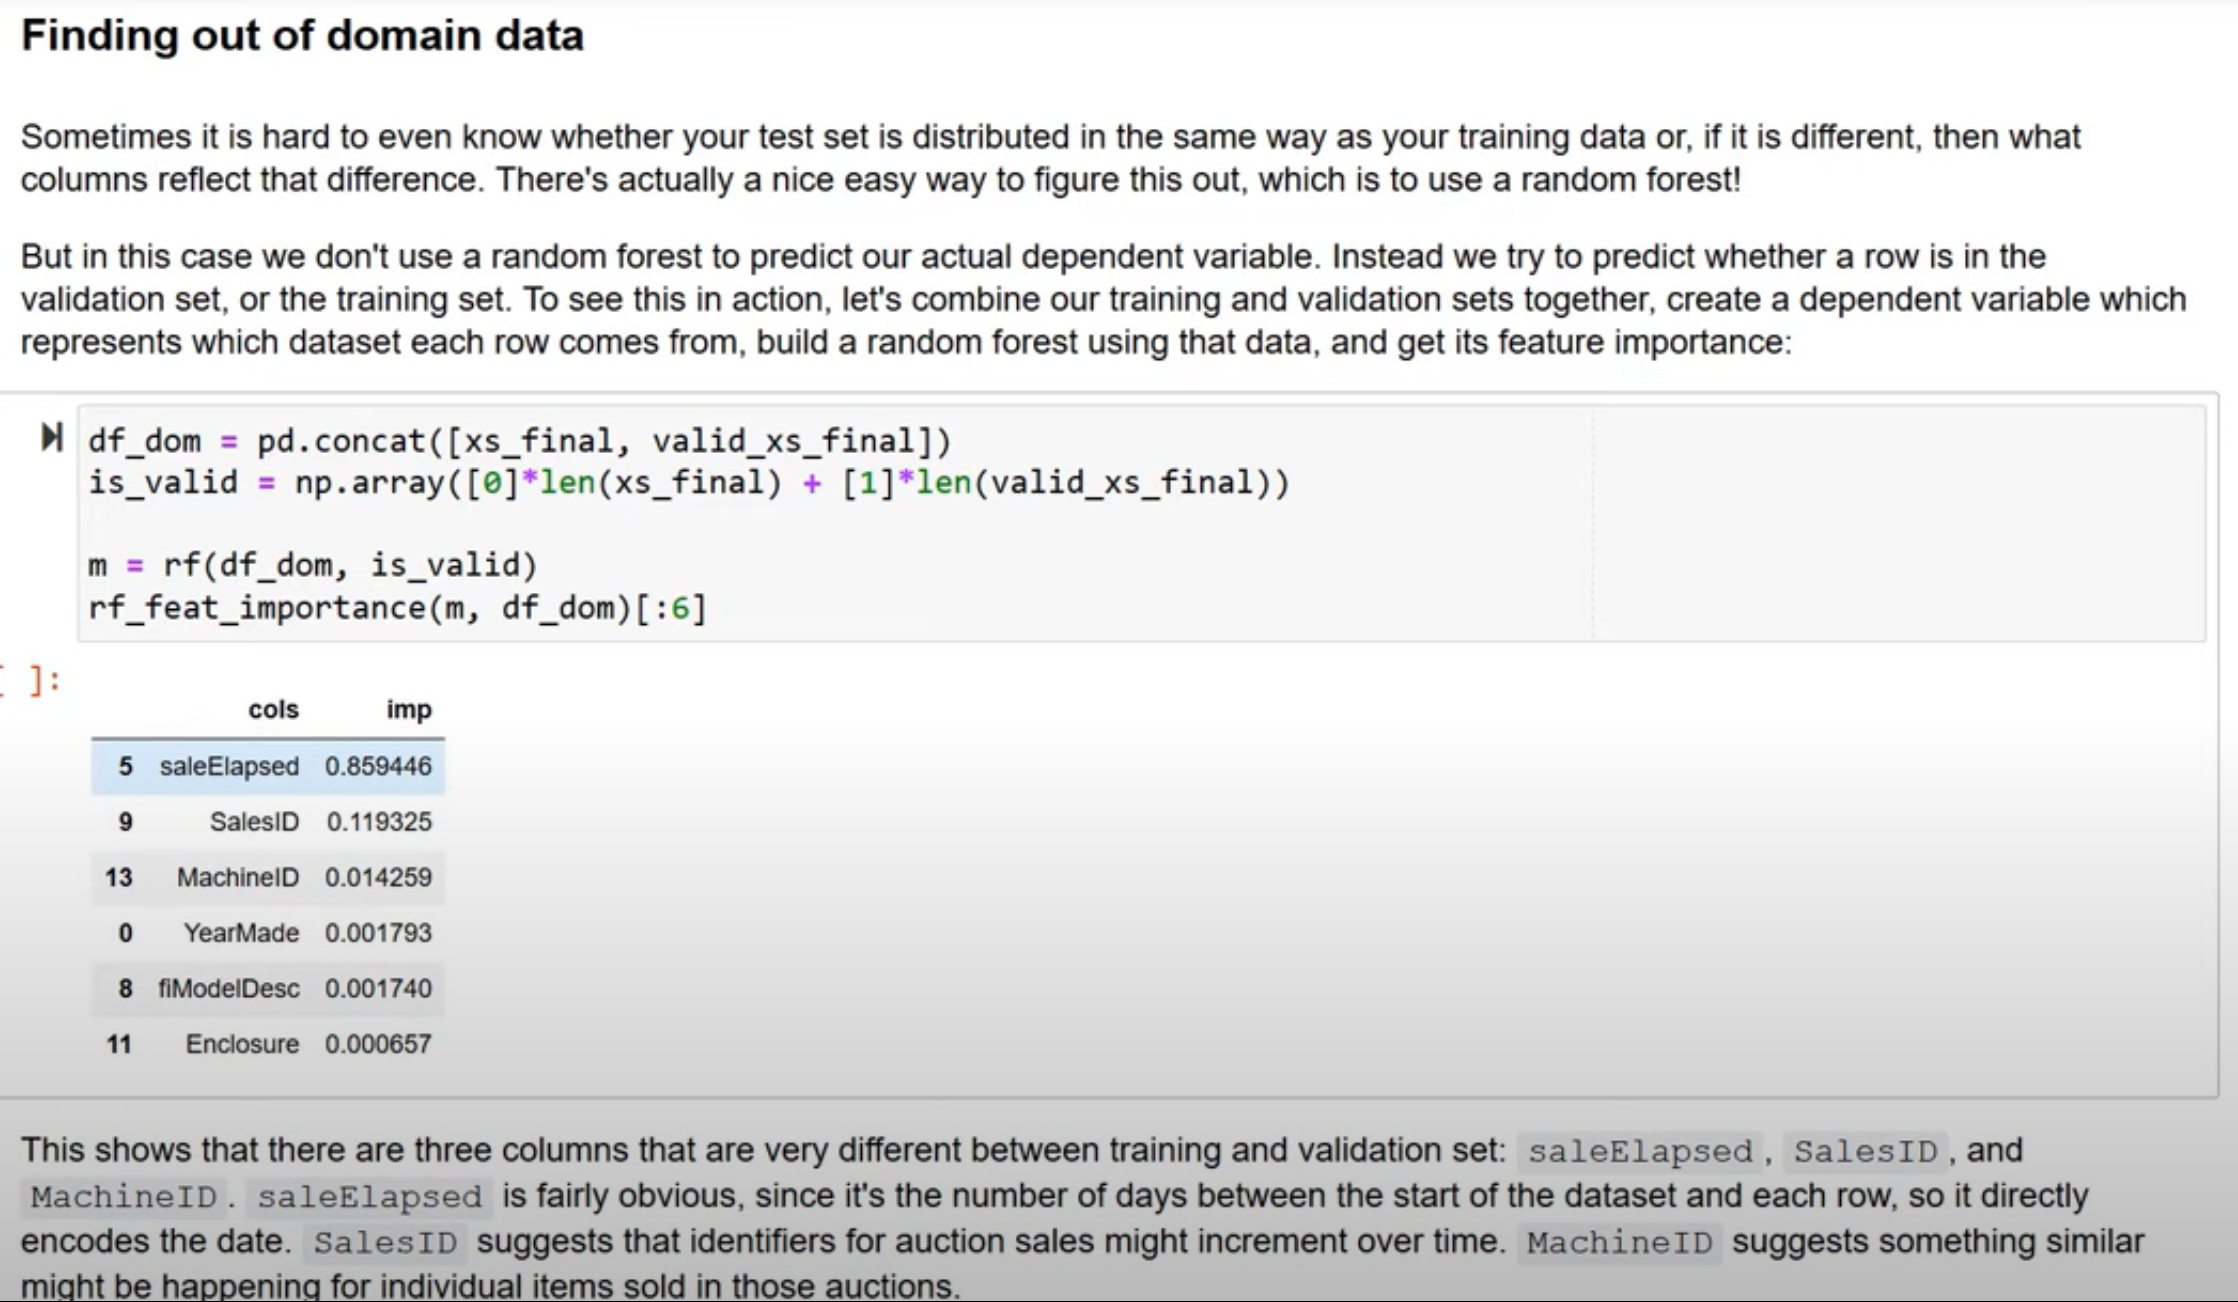 Finding out of domain data
Sometimes it is hard to even know whether your test set is distributed in the same way as your training data or, if it is different, then what
columns reflect that difference. There's actually a nice easy way to figure this out, which is to use a random forest!
But in this case we don't use a random forest to predict our actual dependent variable. Instead we try to predict whether a row is in the
validation set, or the training set. To see this in action, let's combine our training and validation sets together, create a dependent variable which
represents which dataset each row comes from, build a random forest using that data, and get its feature importance:
df_dom = pd.concat([xs_final, valid_xs_final])
is_valid = np.array([0]*len(xs_final) + [1]*len(valid_xs_final))
m = rf(df_dom, is_valid)
rf_feat_importance(m, df_dom)[:6]
[ ]:
cols imp
5 saleElapsed 0.859446
9 SalesID 0.119325
13 MachineID 0.014259
0 YearMade 0.001793
8 fiModelDesc 0.001740
11 Enclosure 0.000657
This shows that there are three columns that are very different between training and validation set: saleElapsed, SalesID, and
MachineID. saleElapsed is fairly obvious, since it's the number of days between the start of the dataset and each row, so it directly
encodes the date. SalesID suggests that identifiers for auction sales might increment over time. MachineID suggests something similar
might be happening for individual items sold in those auctions.